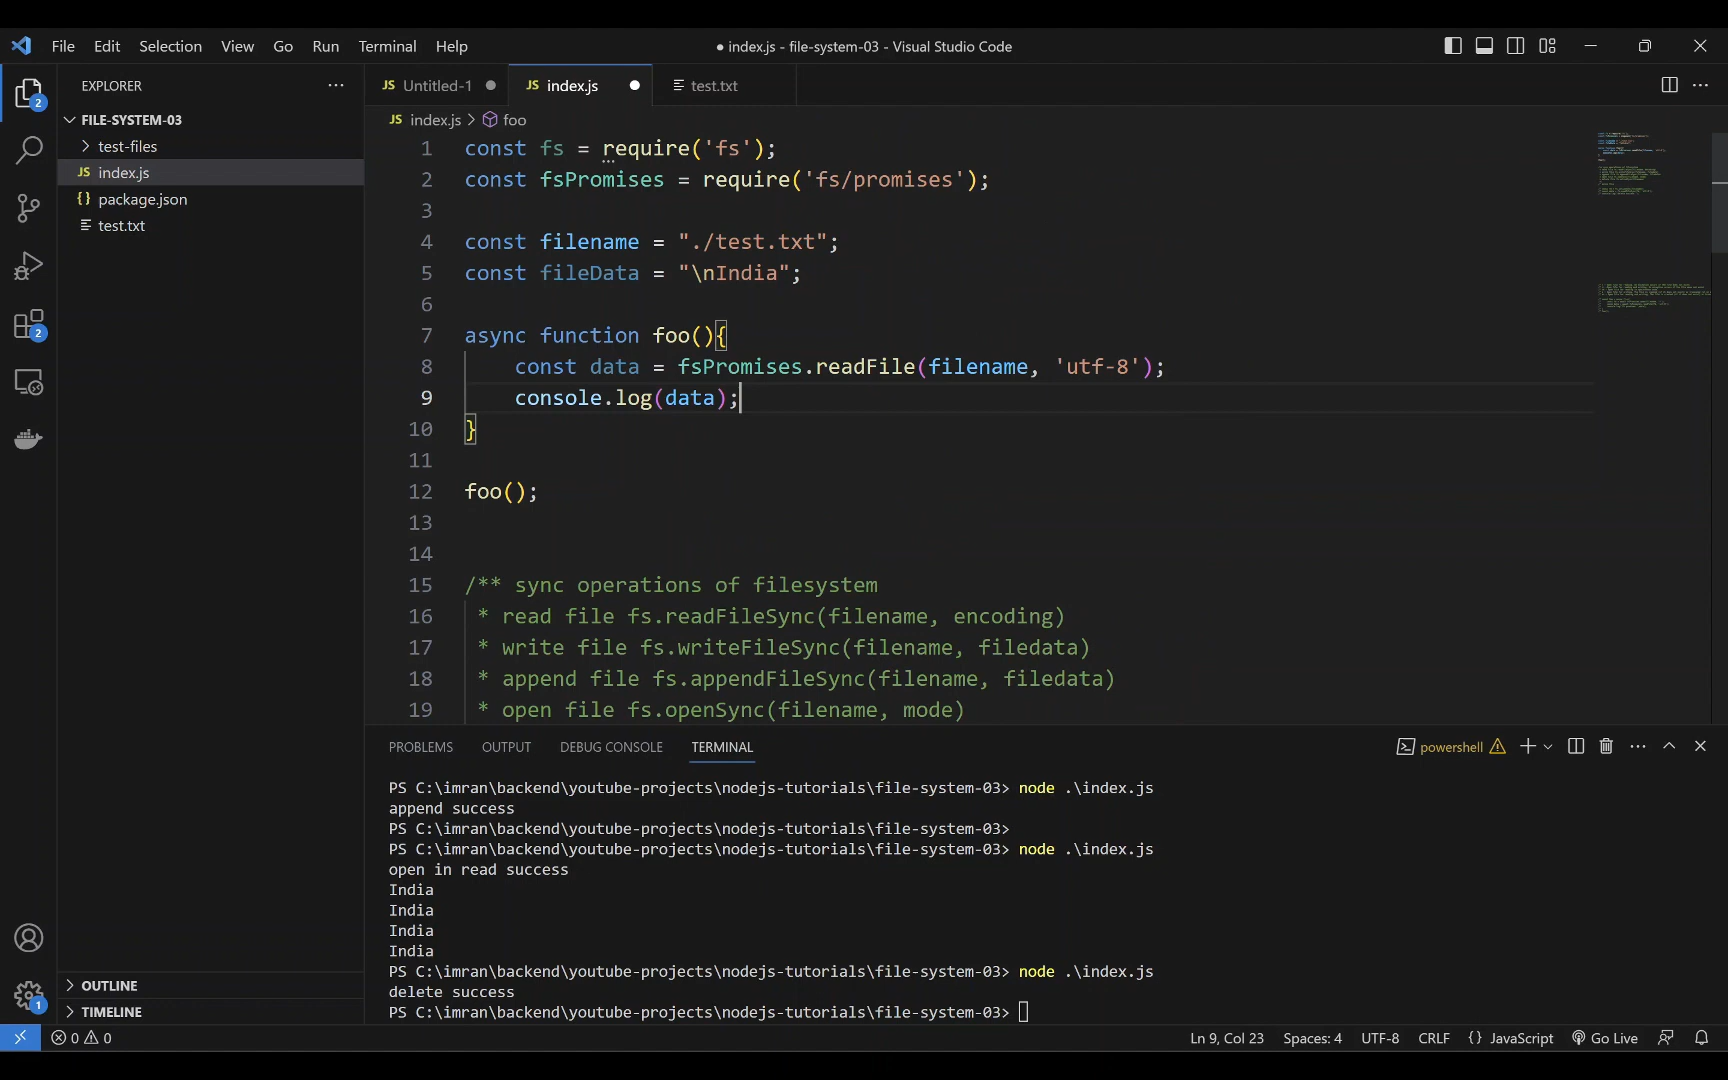 File Edit Selection View Go Run Terminal Help
● index.js - file-system-03 - Visual Studio Code
EXPLORER
2
FILE-SYSTEM-03
test-files
JS index.js
{} package.json
test.txt
2
1
OUTLINE
TIMELINE
JS Untitled-1
JS index.js
test.txt
JS index.js > foo
1 const fs = require('fs');
2 const fsPromises = require('fs/promises');
3
4 const filename = "./test.txt";
5 const fileData = "\nIndia";
6
7 async function foo(){
8 const data = fsPromises.readFile(filename, 'utf-8');
9 console.log(data);
10 }
11
12 foo();
13
14
15 /** sync operations of filesystem
16 * read file fs.readFileSync(filename, encoding)
17 * write file fs.writeFileSync(filename, filedata)
18 * append file fs.appendFileSync(filename, filedata)
19 * open file fs.openSync(filename, mode)
PROBLEMS OUTPUT DEBUG CONSOLE TERMINAL
powershell
PS C:\imran\backend\youtube-projects\nodejs-tutorials\file-system-03> node .\index.js
append success
PS C:\imran\backend\youtube-projects\nodejs-tutorials\file-system-03>
PS C:\imran\backend\youtube-projects\nodejs-tutorials\file-system-03> node .\index.js
open in read success
India
India
India
India
PS C:\imran\backend\youtube-projects\nodejs-tutorials\file-system-03> node .\index.js
delete success
PS C:\imran\backend\youtube-projects\nodejs-tutorials\file-system-03>
0 0
Ln 9, Col 23 Spaces: 4 UTF-8 CRLF {} JavaScript Go Live